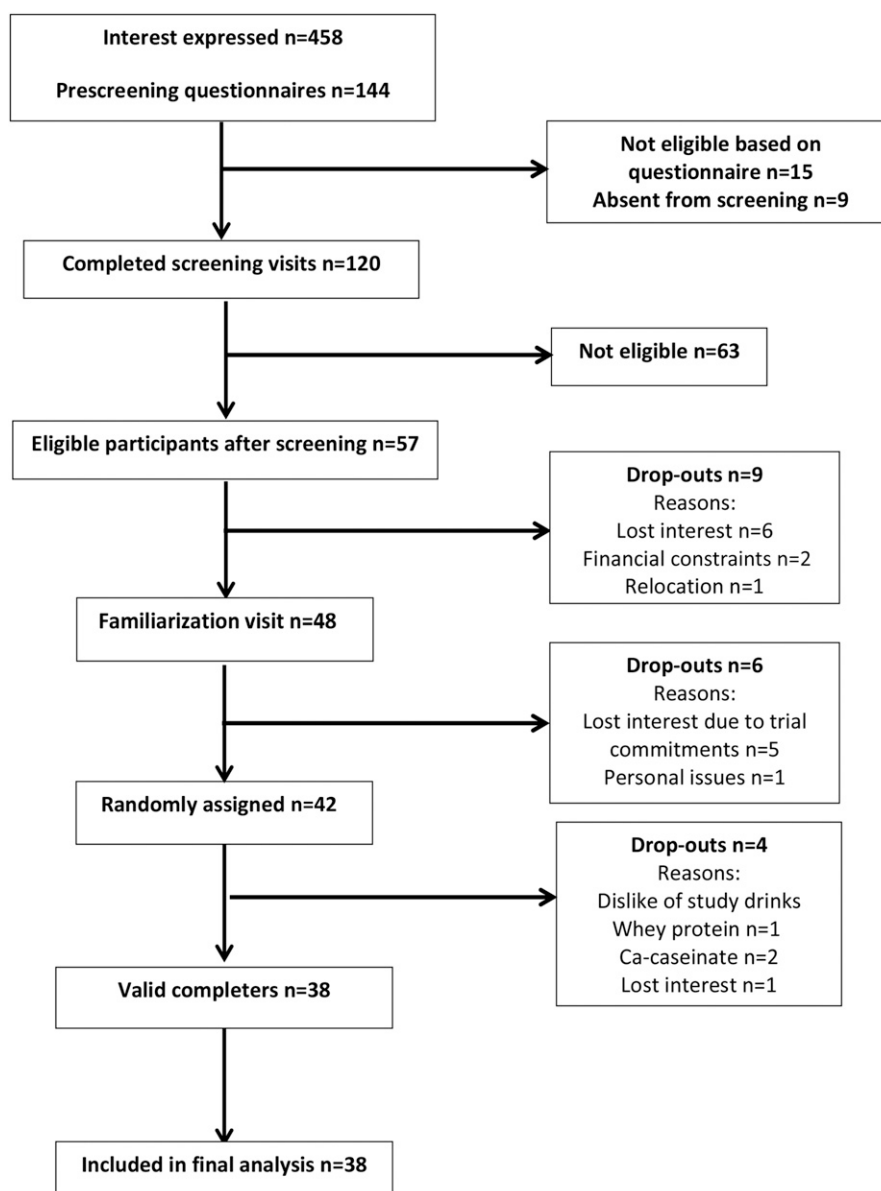 Interest expressed n=458
Prescreening questionnaires n=144
Not eligible based on
questionnaire n=15
Absent from screening n=9
Completed screening visits n=120
Not eligible n=63
Eligible participants after screening n=57
Drop-outs n=9
Reasons:
Lost interest n=6
Financial constraints n=2
Relocation n=1
Familiarization visit n=48
Drop-outs n=6
Reasons:
Lost interest due to trial
commitments n=5
Personal issues n=1
Randomly assigned n=42
Drop-outs n=4
Reasons:
Dislike of study drinks
Whey protein n=1
Ca-caseinate n=2
Lost interest n=1
Valid completers n=38
Included in final analysis n=38